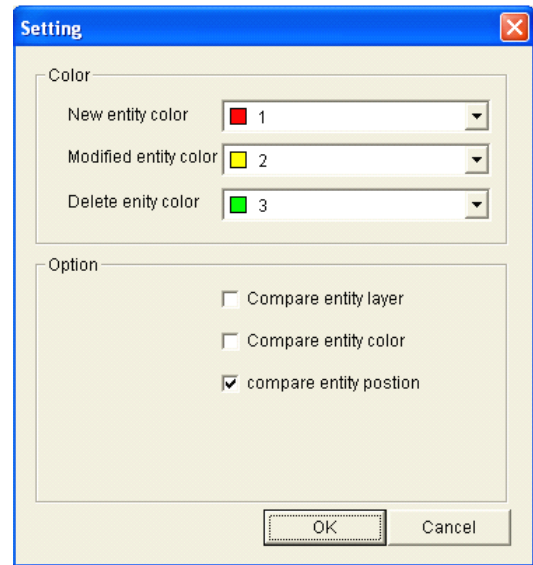 Setting
Color
New entity color 1
Modified entity color 2
Delete enity color 3
Option
Compare entity layer
Compare entity color
compare entity postion
OK Cancel